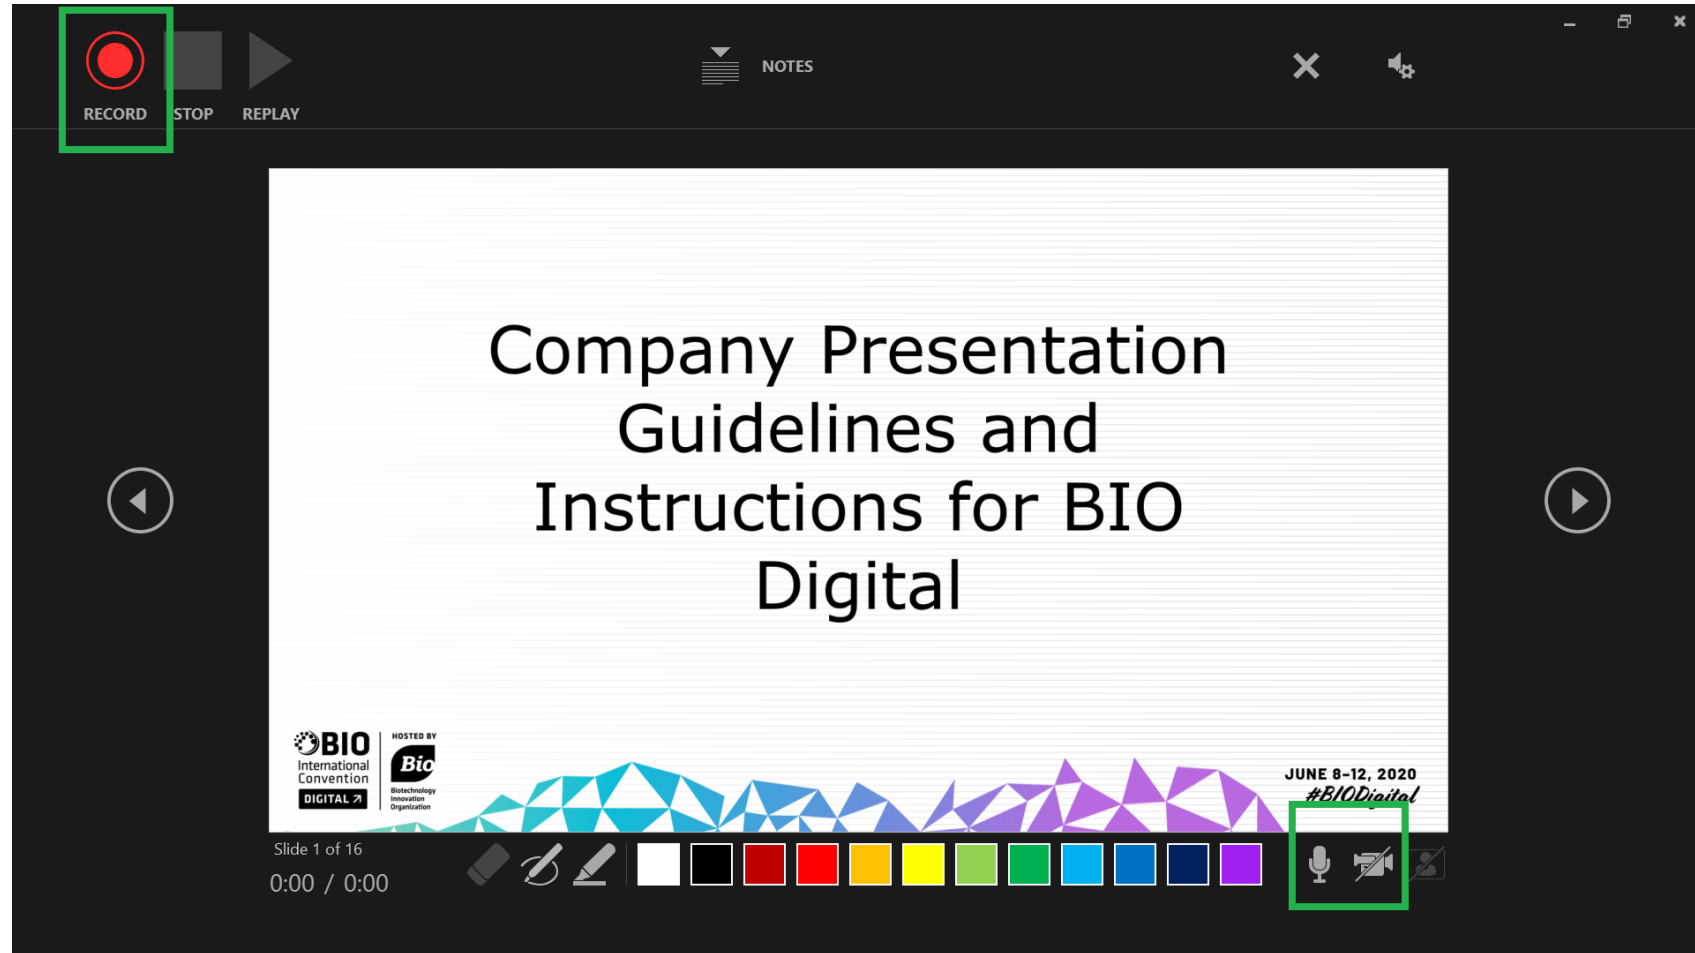 RECORD
STOP
REPLAY
NOTES
Company Presentation
Guidelines and
Instructions for BIO
Digital
BIO
International
Convention
DIGITAL
HOSTED BY
Bio
Biotechnology
Innovation
Organization
JUNE 8-12, 2020
#BIODigital
Slide 1 of 16
0:00 / 0:00